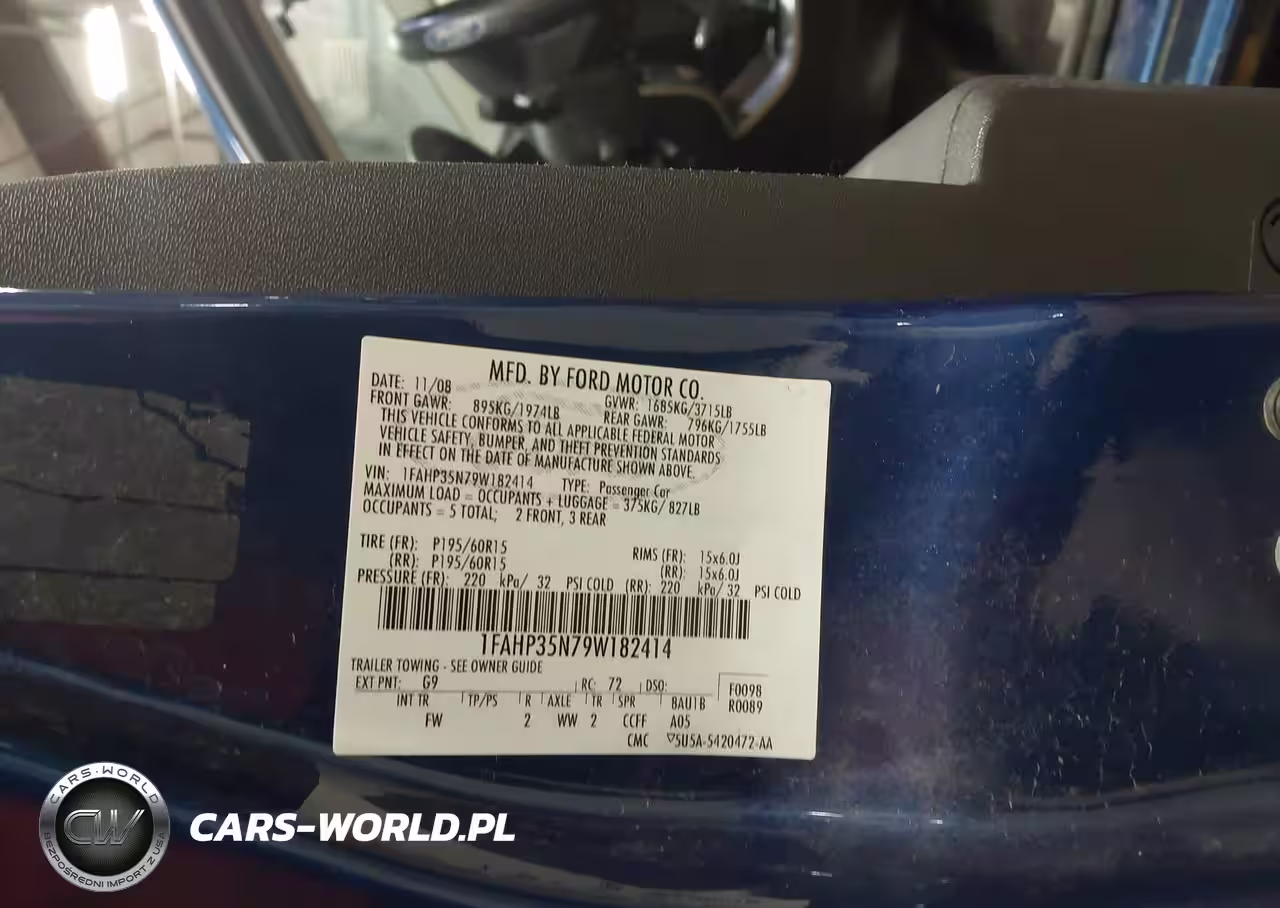 MFD. BY FORD MOTOR CO.
DATE: 11/08 GVWR: 1685KG/3715LB
FRONT GAWR: 895KG/1974LB REAR GAWR: 796KG/1755LB
THIS VEHICLE CONFORMS TO ALL APPLICABLE FEDERAL MOTOR
VEHICLE SAFETY, BUMPER, AND THEFT PREVENTION STANDARDS
IN EFFECT ON THE DATE OF MANUFACTURE SHOWN ABOVE.
VIN: 1FAHP35N79W182414 TYPE: Passenger Car
MAXIMUM LOAD = OCCUPANTS + LUGGAGE = 375KG/ 827LB
OCCUPANTS = 5 TOTAL; 2 FRONT, 3 REAR
TIRE (FR): P195/60R15 RIMS (FR): 15x6.0J
(RR): P195/60R15 (RR): 15x6.0J
PRESSURE (FR): 220 kPa/ 32 PSI COLD (RR): 220 kPa/ 32 PSI COLD
1FAHP35N79W182414
TRAILER TOWING - SEE OWNER GUIDE
EXT PNT: G9 RC: 72 DSO: F0098
INT TR TP/PS R AXLE TR SPR BAUIB R0089
FW 2 WW 2 CCFF A05
CMC ▽5U5A-5420472-AA
CARS-WORLD
CW
BEZPOŚREDNI IMPORT Z USA
CARS-WORLD.PL